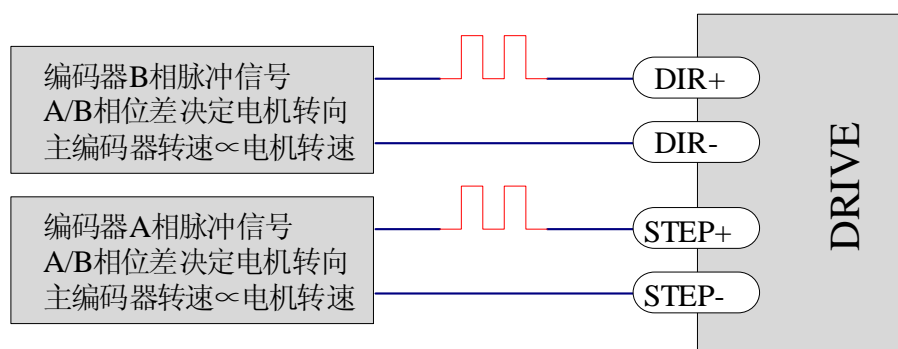 编码器B相脉冲信号
A/B相位差决定电机转向
主编码器转速∝电机转速
DIR+
DIR-
编码器A相脉冲信号
A/B相位差决定电机转向
主编码器转速∝电机转速
STEP+
STEP-
DRIVE